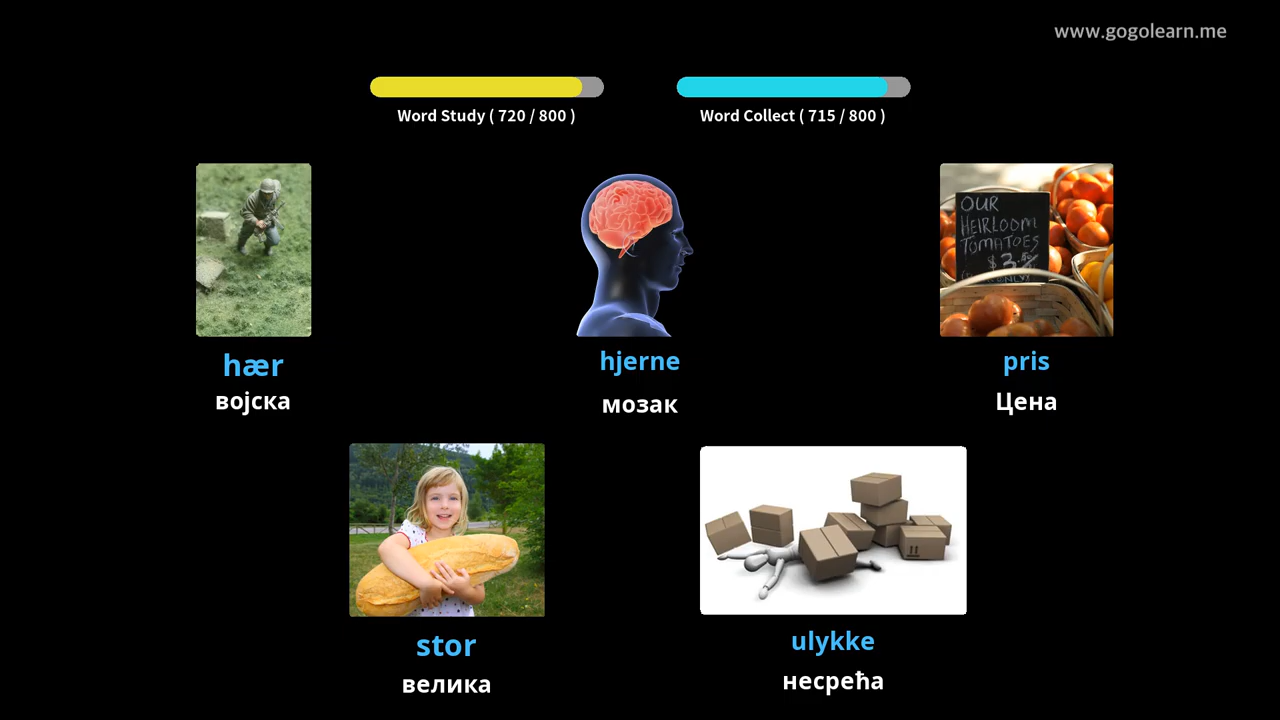 www.gogolearn.me
Word Study ( 720 / 800 )
Word Collect ( 715 / 800 )
OUR
HEIRLOOM
TOMATOES
hær
војска
hjerne
мозак
pris
Цена
stor
велика
ulykke
несрећа